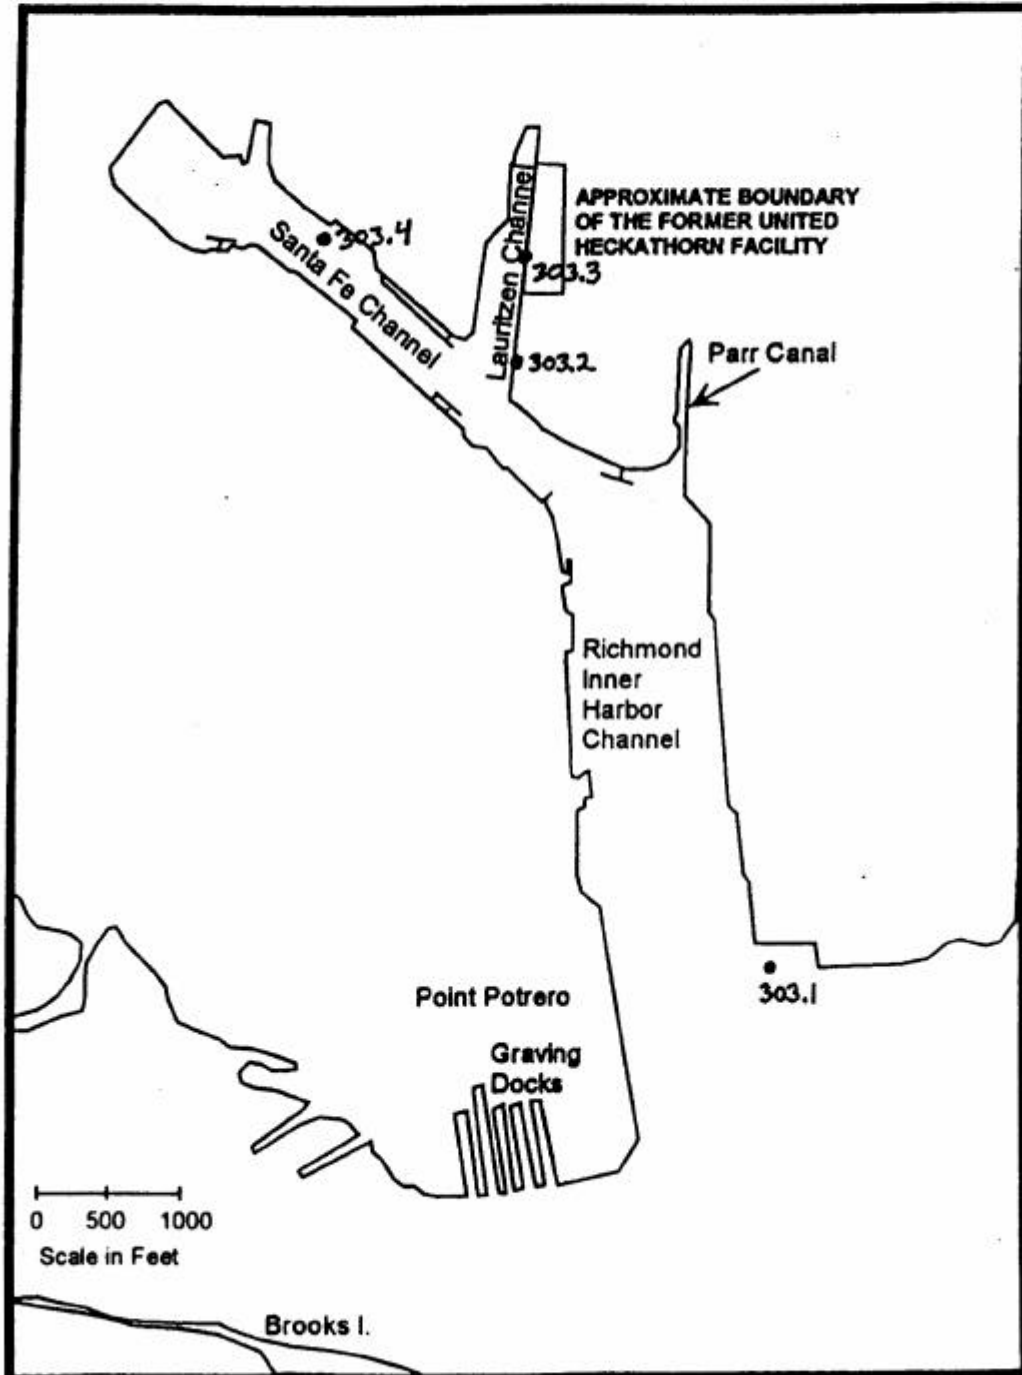 APPROXIMATE BOUNDARY
OF THE FORMER UNITED
HECKATHORN FACILITY
303.4
Santa Fe Channel
Lauritzen Channel
303.3
303.2
Parr Canal
Richmond
Inner
Harbor
Channel
303.1
Point Potrero
Graving
Docks
0 500 1000
Scale in Feet
Brooks I.